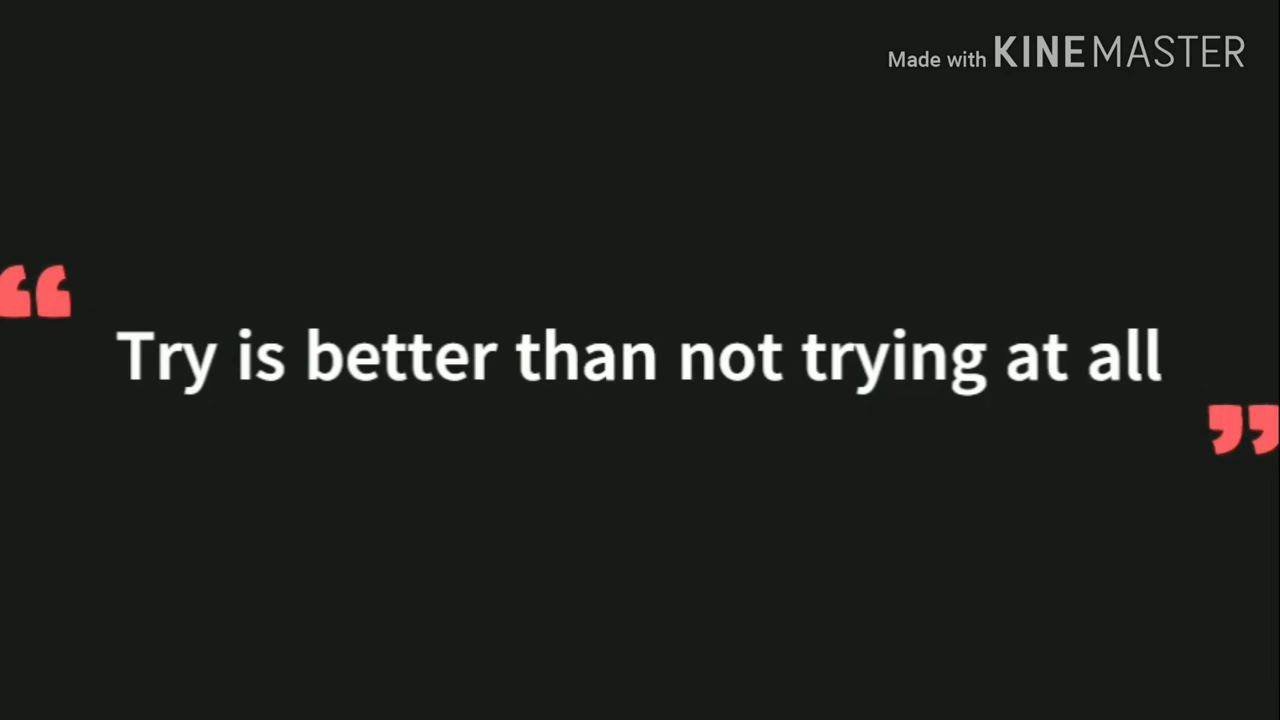 Made with KINEMASTER
“
Try is better than not trying at all
”